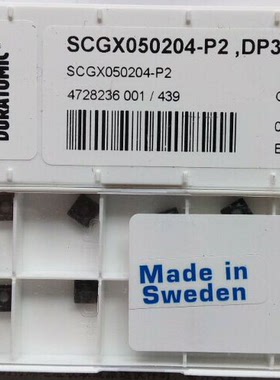 DURATOMIC
SCGX050204-P2 ,DP3
SCGX050204-P2
4728236 001 / 439
Made in
Sweden